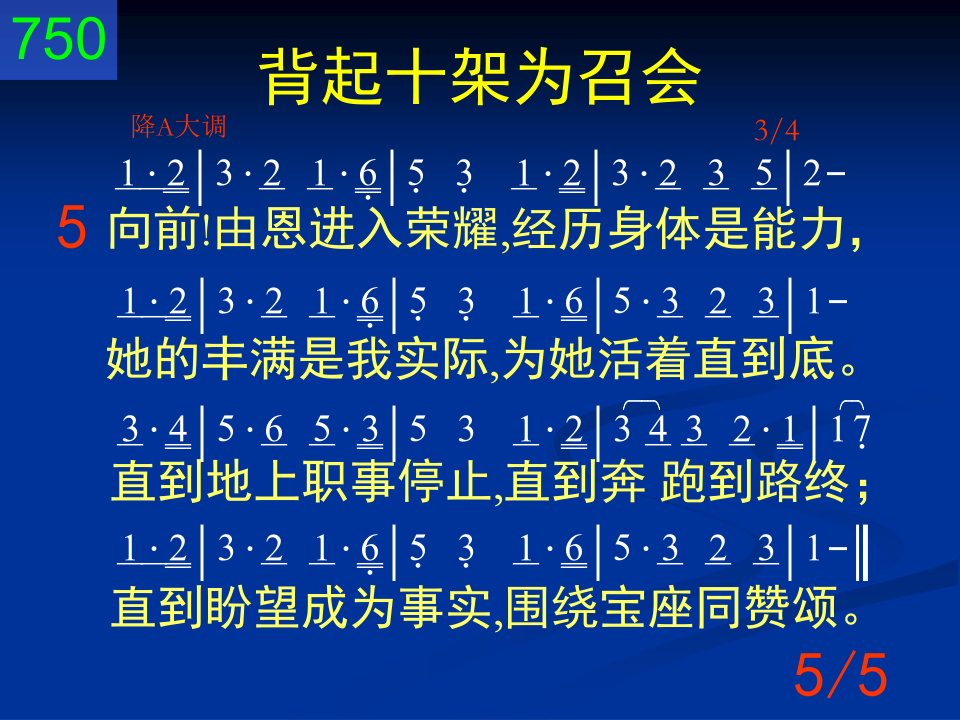 750
背起十架为召会
降A大调 3/4
1·2|3·2 1·6|5 3 1·2|3·2 3 5|2-
5 向前!由恩进入荣耀,经历身体是能力,
1·2|3·2 1·6|5 3 1·6|5·3 2 3|1-
她的丰满是我实际,为她活着直到底。
3·4|5·6 5·3|5 3 1·2|3 4 3 2·1|1 7
直到地上职事停止,直到奔 跑到路终；
1·2|3·2 1·6|5 3 1·6|5·3 2 3|1-‖
直到盼望成为事实,围绕宝座同赞颂。
5/5